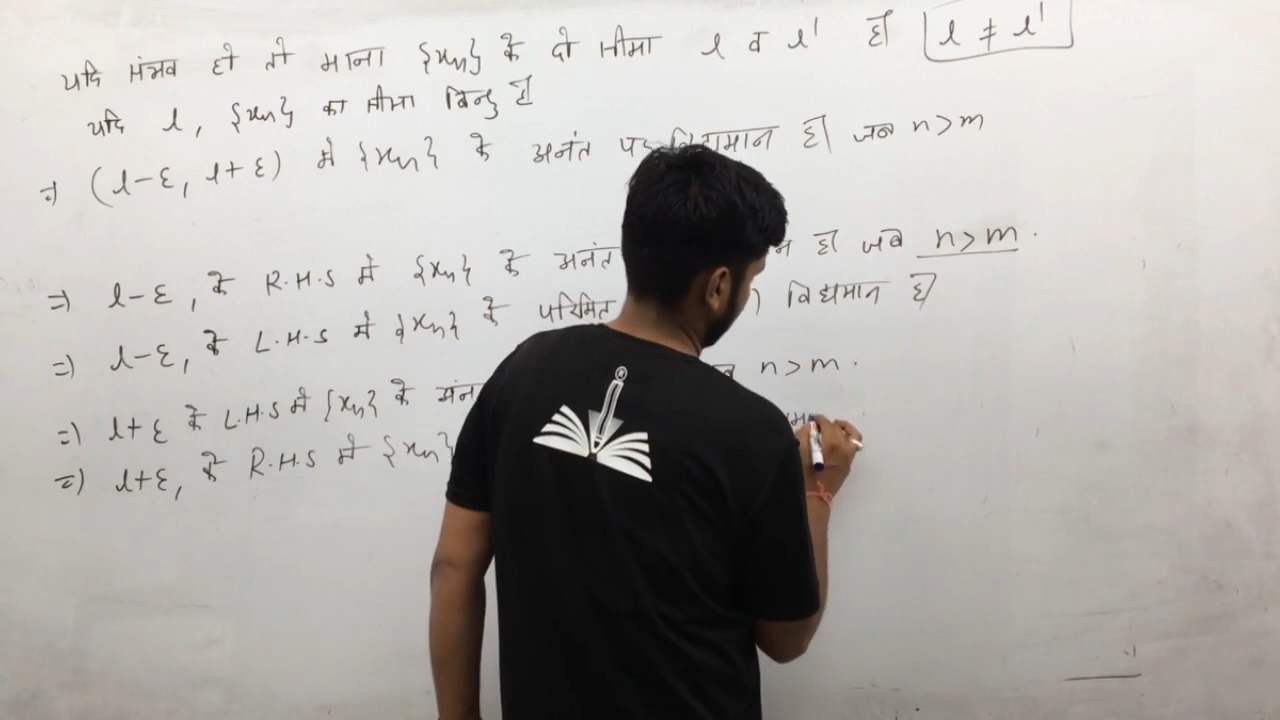 यदि संभव हो तो माना {xn} के दो सीमा l व l' है l ≠ l'
यदि l, {xn} का सीमा बिन्दु है
⇒ (l-ε, l+ε) में {xn} के अनंत पद विद्यमान है जब n>m
⇒ l-ε, के R.H.S में {xn} के अनंत है जब n>m.
⇒ l-ε, के L.H.S में {xn} के परिमित ) विद्यमान है
⇒ l+ε के L.H.S में {xn} के n>m.
⇒ l+ε, के R.H.S में {xn}